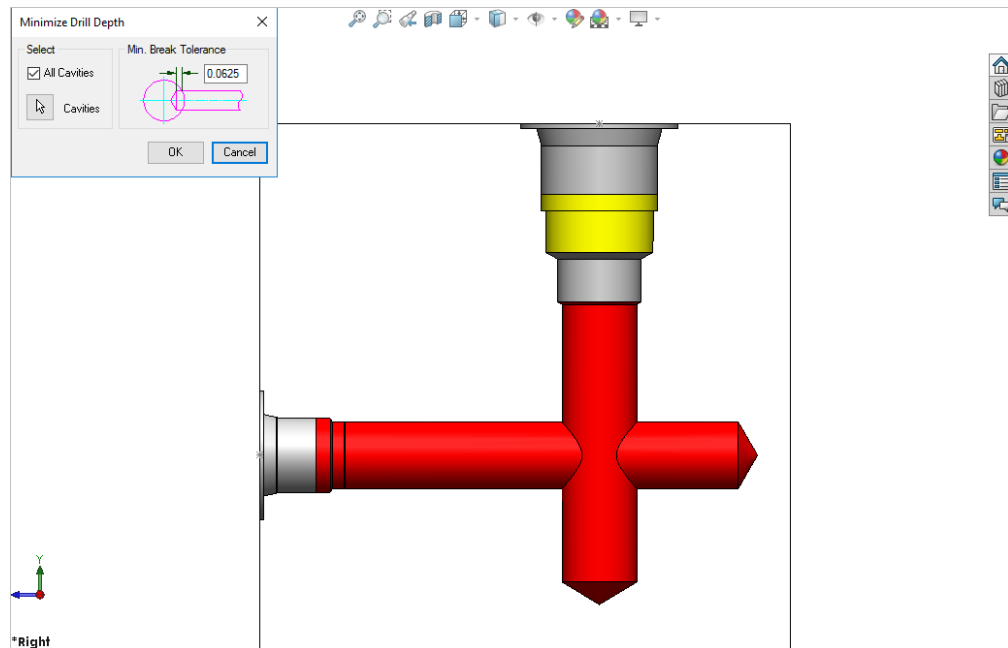 Minimize Drill Depth
Select
All Cavities
Cavities
Min. Break Tolerance
0.0625
OK
Cancel
Y
*Right